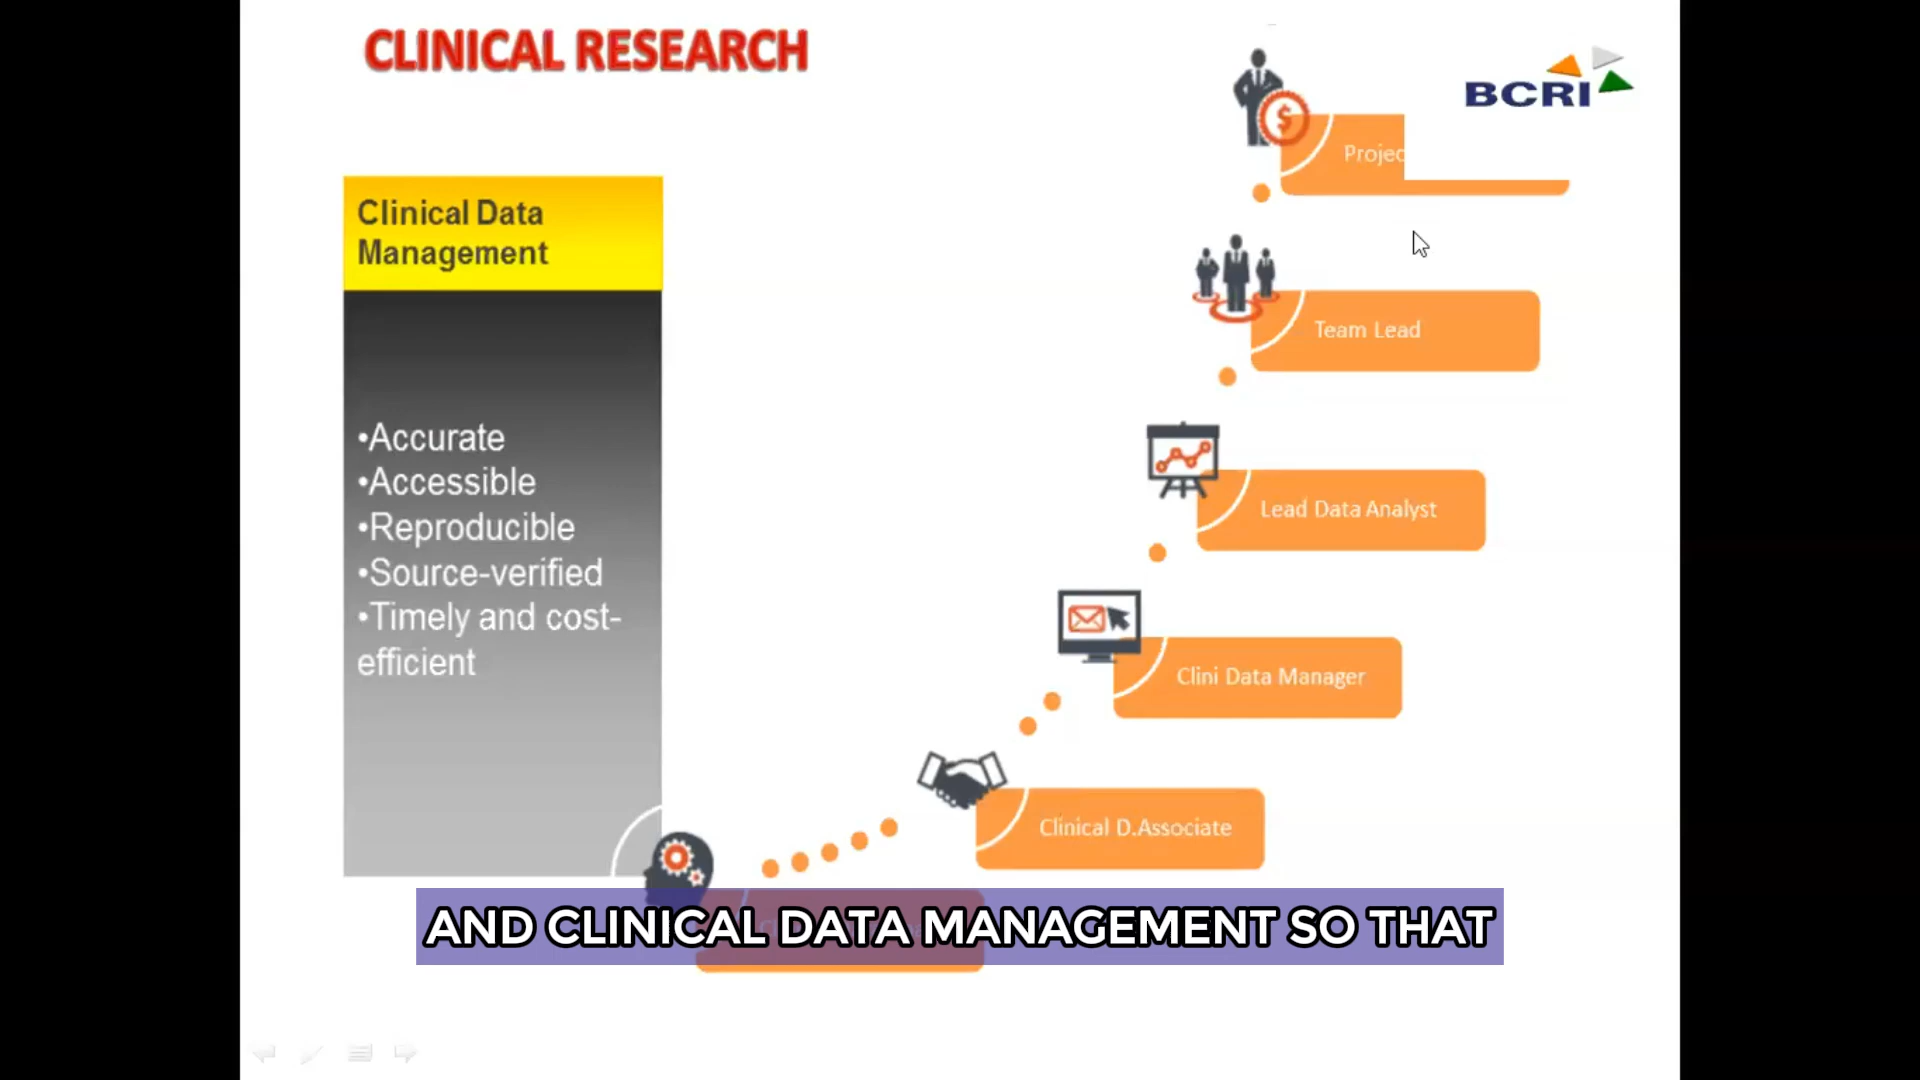 CLINICAL RESEARCH
BCRI
Clinical Data
Management
•Accurate
•Accessible
•Reproducible
•Source-verified
•Timely and cost-
efficient
Projec
Team Lead
Lead Data Analyst
Clini Data Manager
Clinical D.Associate
AND CLINICAL DATA MANAGEMENT SO THAT